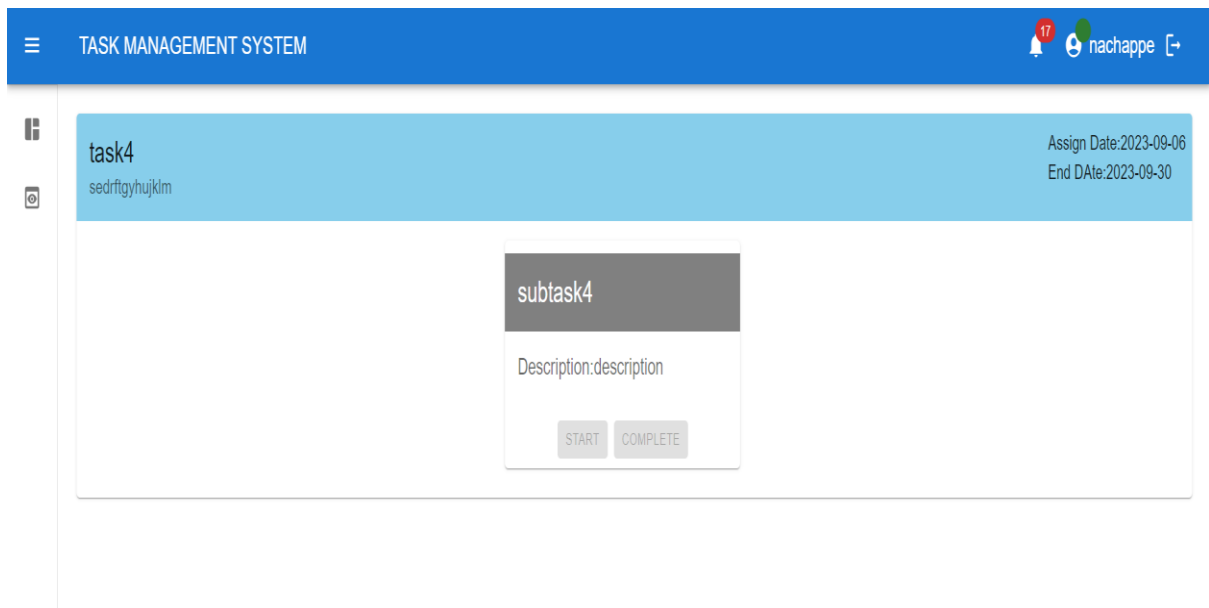 TASK MANAGEMENT SYSTEM
17
nachappe
task4
sedrftgyhujklm
Assign Date:2023-09-06
End DAte:2023-09-30
subtask4
Description:description
START COMPLETE